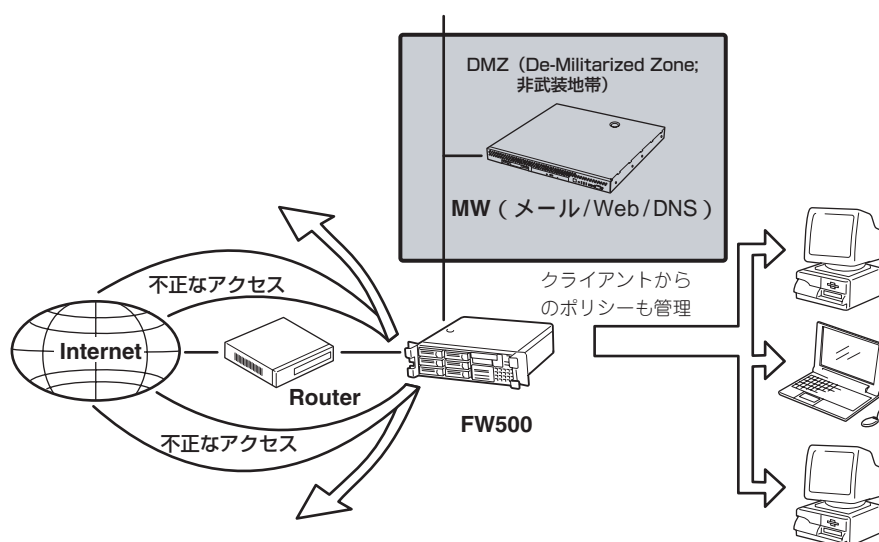 DMZ（De-Militarized Zone;
非武装地帯）
MW（メール/Web/DNS）
不正なアクセス
クライアントから
のポリシーも管理
Internet
Router
FW500
不正なアクセス